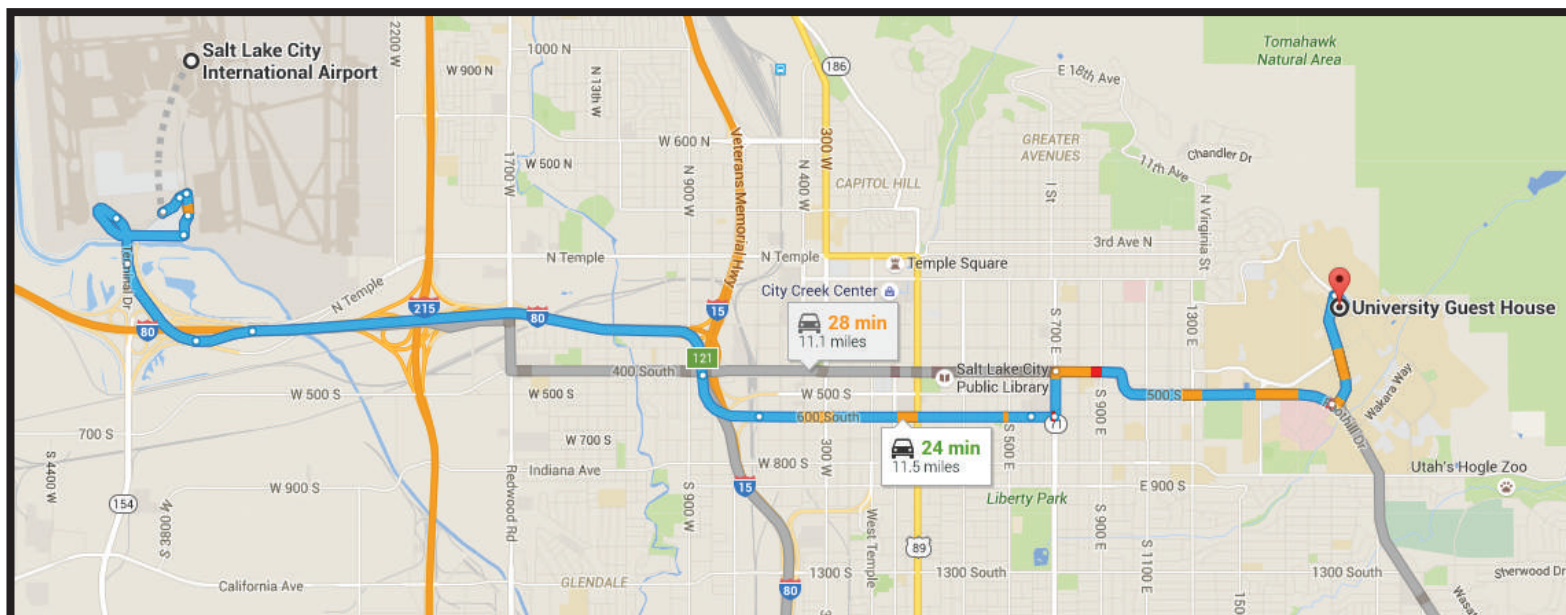 Salt Lake City
International Airport
2200 W
1000 N
W 900 N
N 13th W
186
E 18th Ave
Tomahawk
Natural Area
W 600 N
W 500 N
1700 W
N 900 W
N 400 W
300 W
Veterans Memorial Hwy
CAPITOL HILL
GREATER
AVENUES
11th Ave
Chandler Dr
I St
N Virginia St
3rd Ave N
Terminal Dr
N Temple
N Temple
N Temple
Temple Square
City Creek Center
215
80
80
15
28 min
11.1 miles
121
400 South
Salt Lake City
Public Library
S 700 E
1300 E
University Guest House
Wakara Way
Foothill Dr
W 500 S
W 500 S
W 500 S
500 S
S 900 E
600 South
71
700 S
W 700 S
300 W
24 min
11.5 miles
S 500 E
S 4400 W
W 800 S
Indiana Ave
W 900 S
E 900 S
Utah's Hogle Zoo
15
154
S 3800 W
Redwood Rd
S 900 W
West Temple
Liberty Park
S 900 E
S 1100 E
89
California Ave
GLENDALE
80
1300 S
1300 South
1300 South
Sherwood Dr